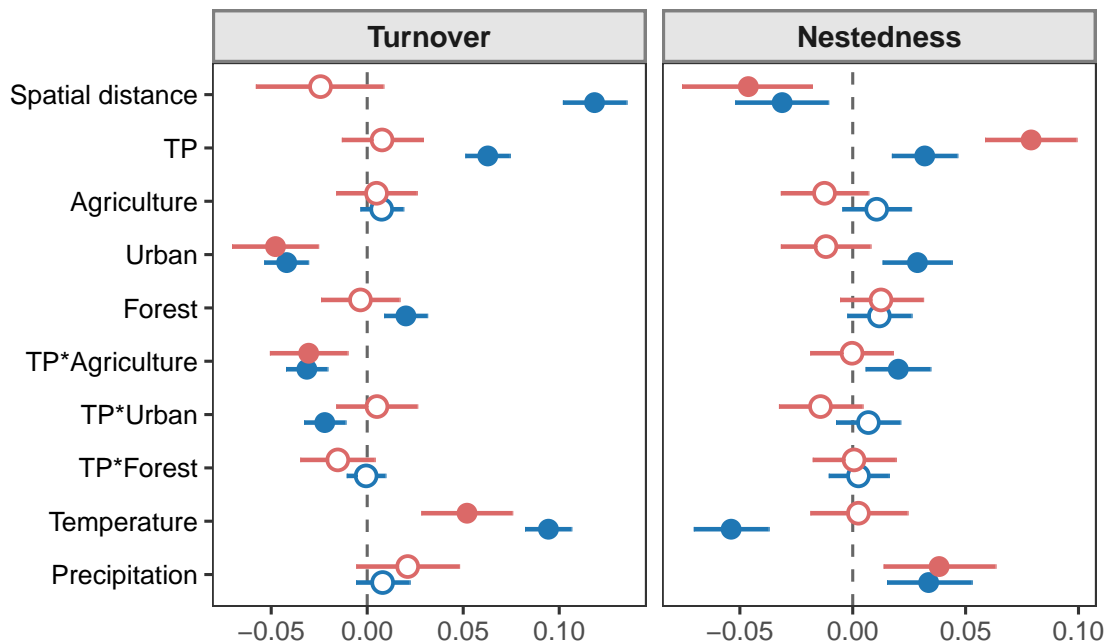 Turnover Nestedness
Spatial distance
TP
Agriculture
Urban
Forest
TP*Agriculture
TP*Urban
TP*Forest
Temperature
Precipitation
−0.05 0.00 0.05 0.10 −0.05 0.00 0.05 0.10